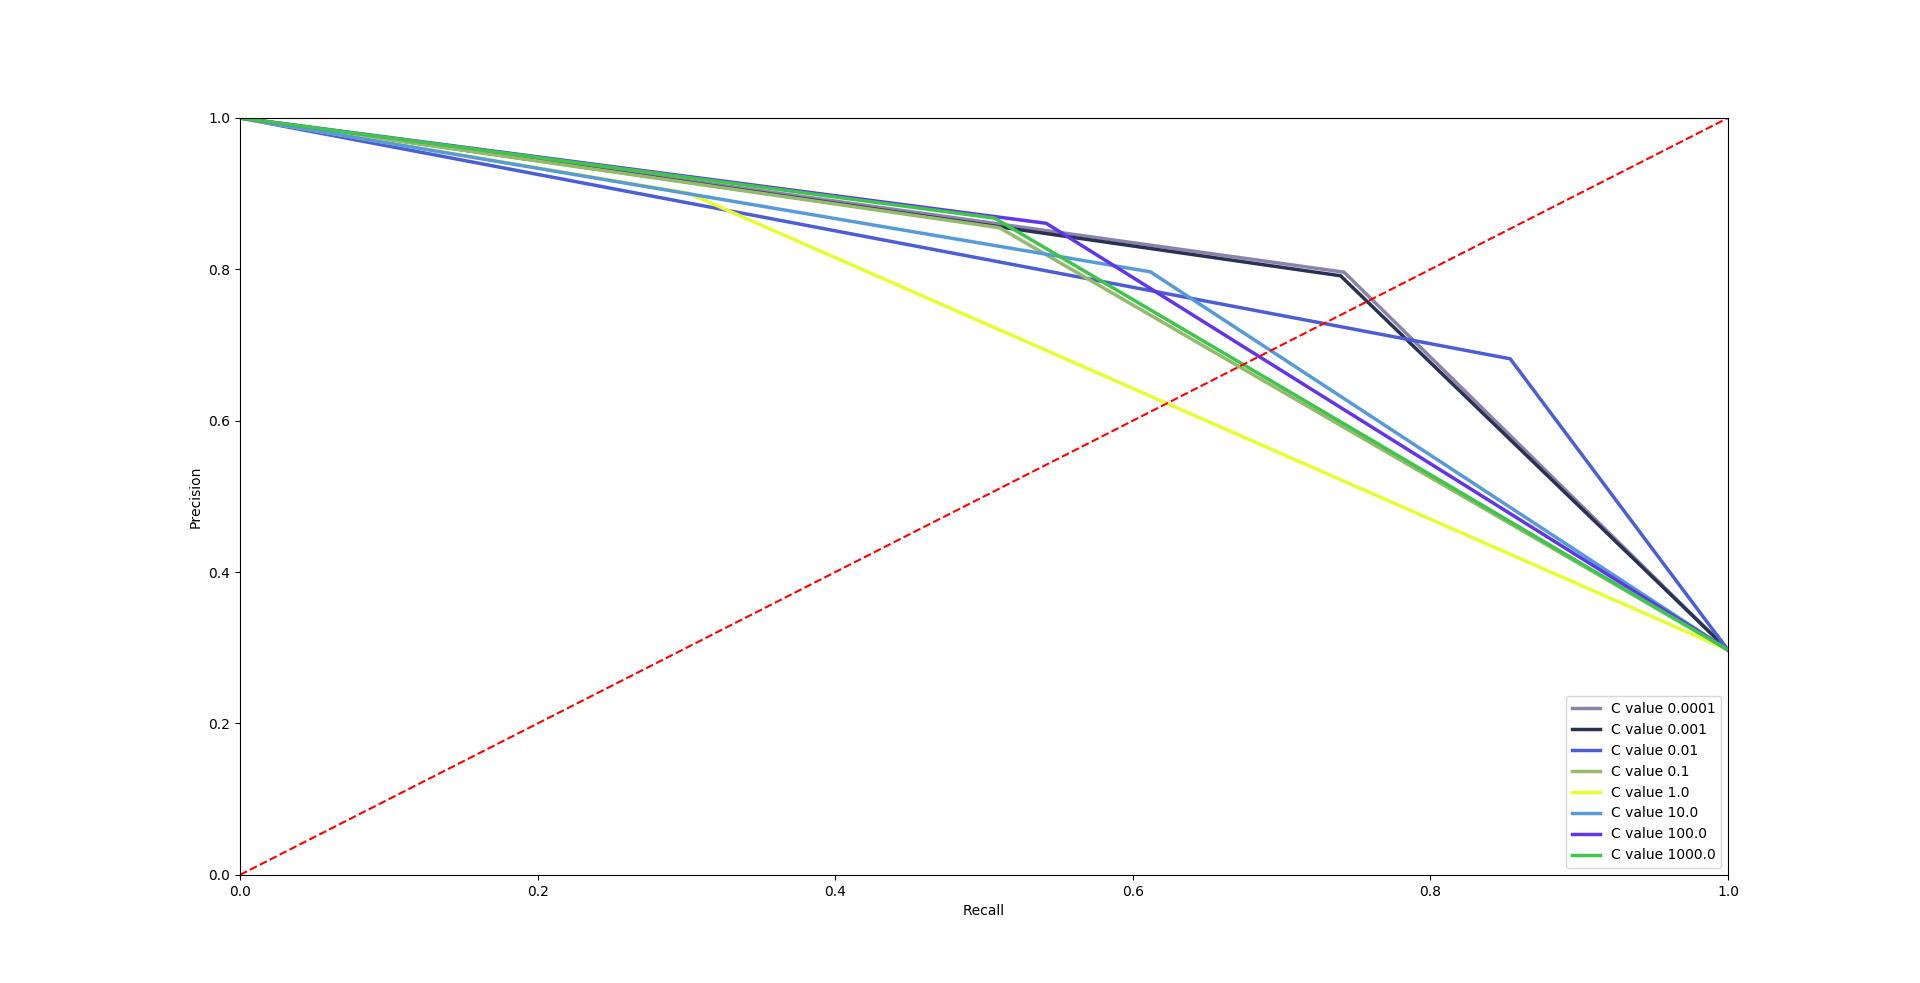 1.0
0.8
0.6
0.4
0.2
0.0
Precision
0.0 0.2 0.4 0.6 0.8 1.0
Recall
C value 0.0001
C value 0.001
C value 0.01
C value 0.1
C value 1.0
C value 10.0
C value 100.0
C value 1000.0